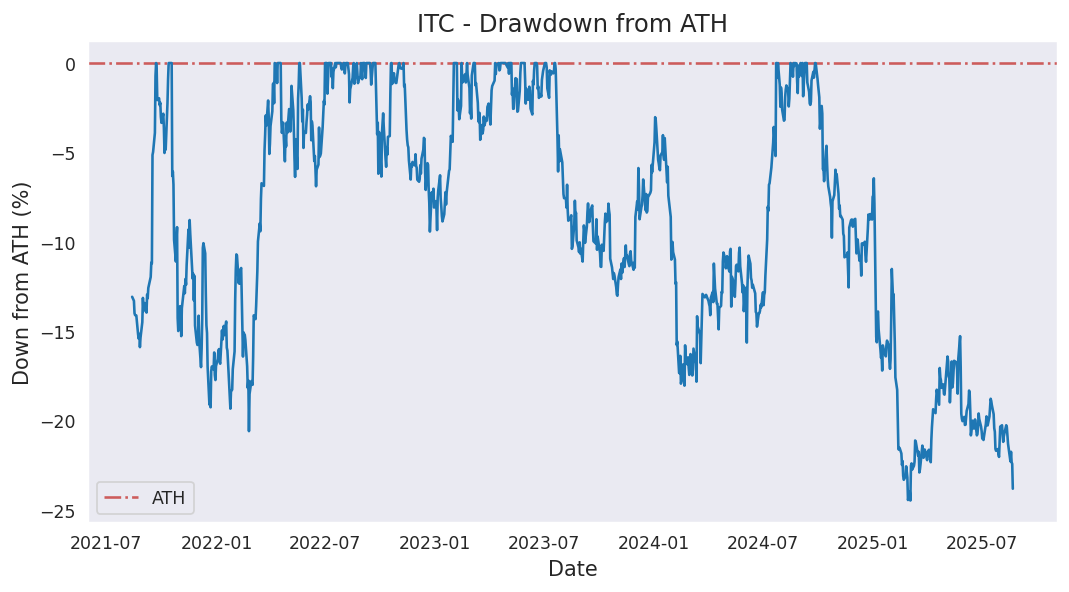 ITC - Drawdown from ATH
Down from ATH (%)
0
−5
−10
−15
−20
−25
ATH
2021-07 2022-01 2022-07 2023-01 2023-07 2024-01 2024-07 2025-01 2025-07
Date